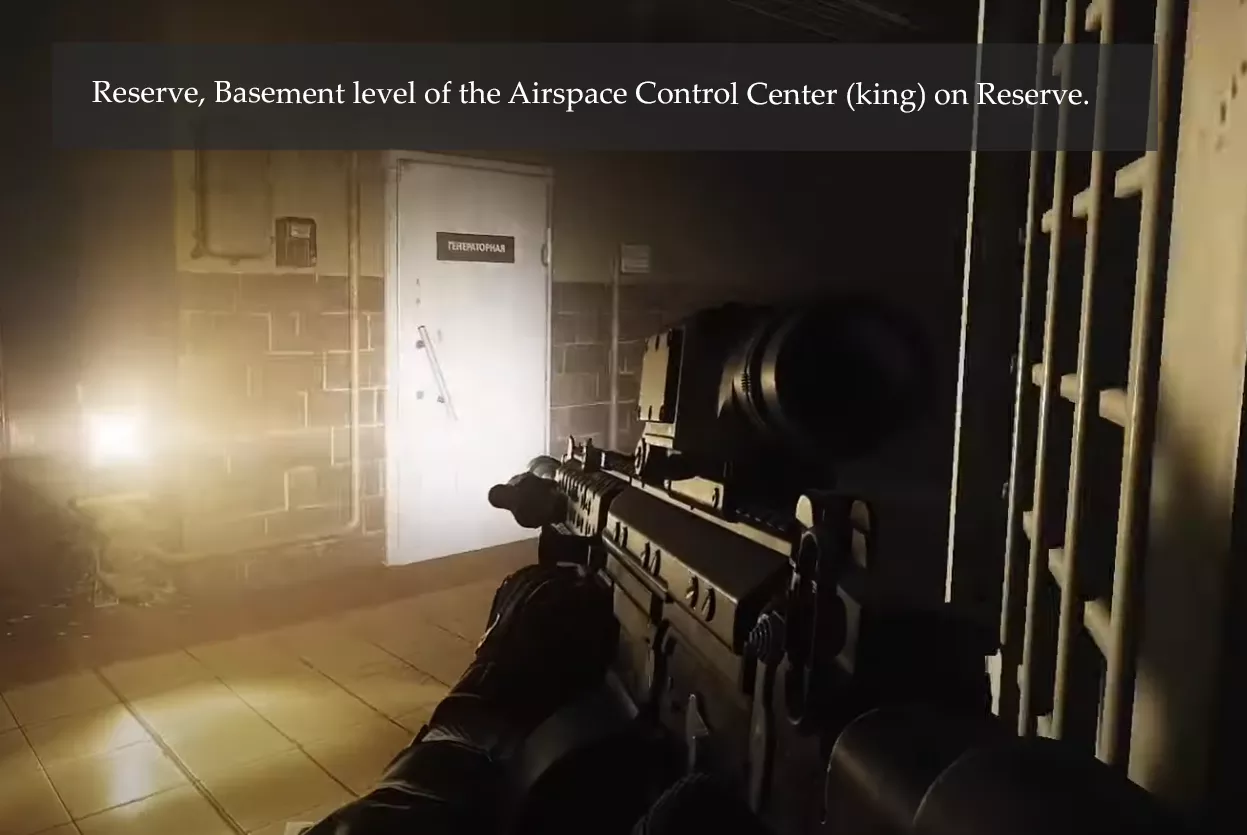 Reserve, Basement level of the Airspace Control Center (king) on Reserve.
ГЕНЕРАТОРНАЯ